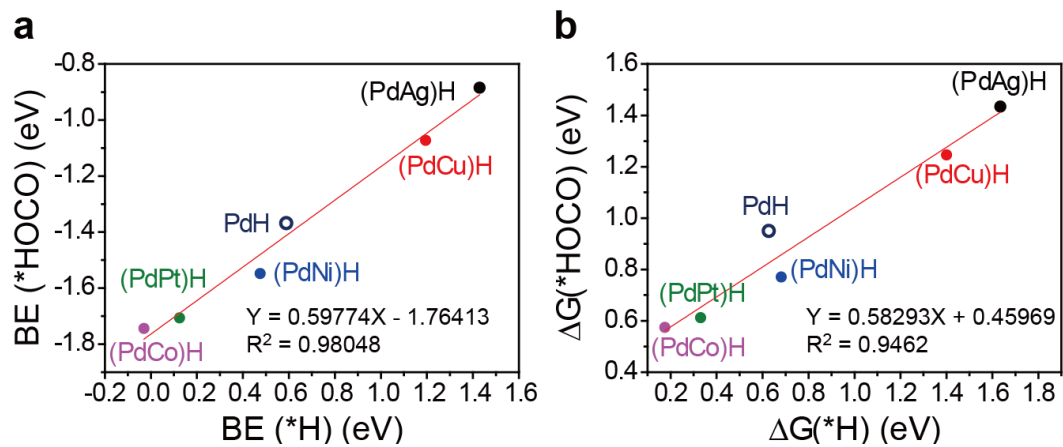 a
BE (*HOCO) (eV)
-0.8
-1.0
-1.2
-1.4
-1.6
-1.8
(PdAg)H
(PdCu)H
PdH
(PdNi)H
(PdPt)H
(PdCo)H
Y = 0.59774X - 1.76413
R² = 0.98048
-0.2 0.0 0.2 0.4 0.6 0.8 1.0 1.2 1.4 1.6
BE (*H) (eV)
b
ΔG(*HOCO) (eV)
1.6
1.4
1.2
1.0
0.8
0.6
0.4
(PdAg)H
(PdCu)H
PdH
(PdNi)H
(PdPt)H
(PdCo)H
Y = 0.58293X + 0.45969
R² = 0.9462
0.2 0.4 0.6 0.8 1.0 1.2 1.4 1.6 1.8
ΔG(*H) (eV)